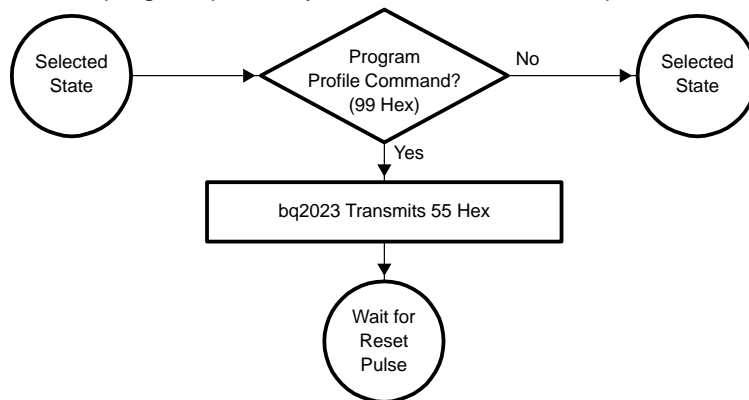 Selected
State
Program
Profile Command?
(99 Hex)
No
Selected
State
Yes
bq2023 Transmits 55 Hex
Wait for
Reset
Pulse